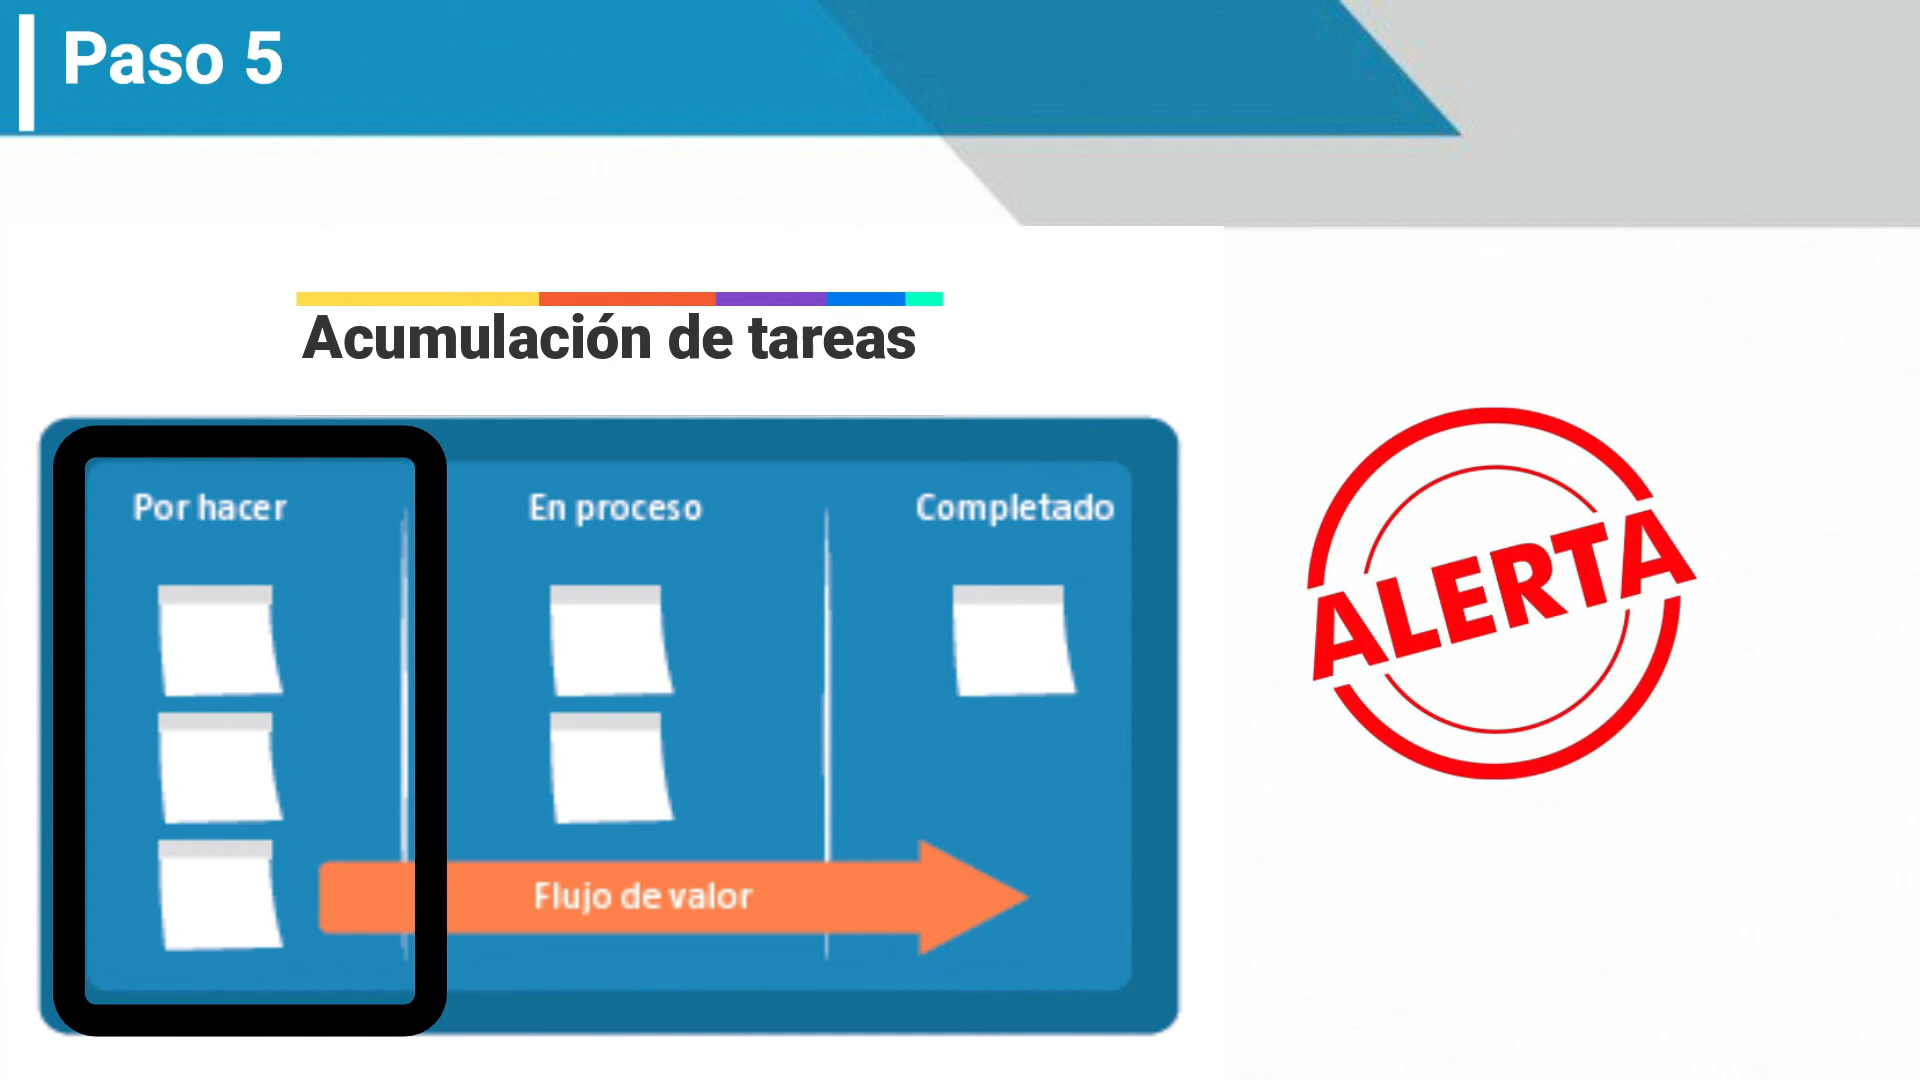 Paso 5
Acumulación de tareas
Por hacer
En proceso
Completado
Flujo de valor
ALERTA